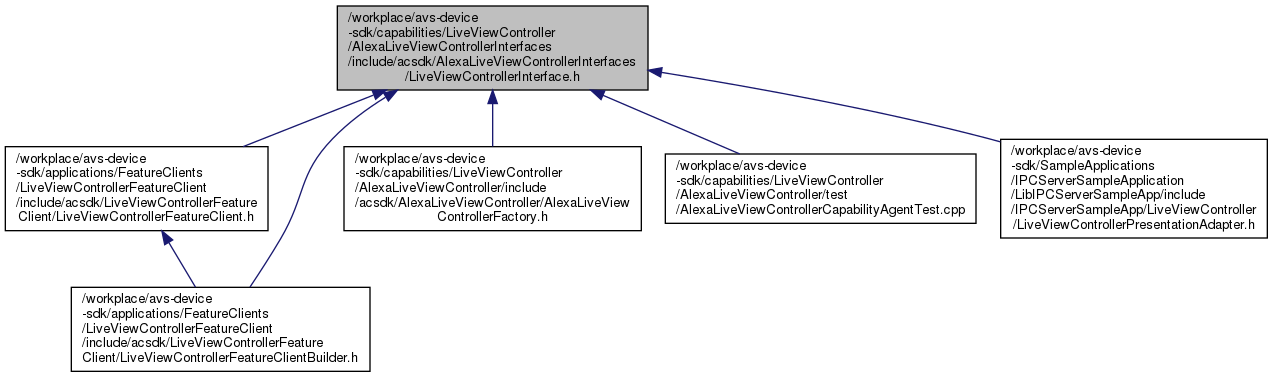 /workplace/avs-device
-sdk/capabilities/LiveViewController
/AlexaLiveViewControllerInterfaces
/include/acsdk/AlexaLiveViewControllerInterfaces
/LiveViewControllerInterface.h
/workplace/avs-device
-sdk/applications/FeatureClients
/LiveViewControllerFeatureClient
/include/acsdk/LiveViewControllerFeature
Client/LiveViewControllerFeatureClient.h
/workplace/avs-device
-sdk/capabilities/LiveViewController
/AlexaLiveViewController/include
/acsdk/AlexaLiveViewController/AlexaLiveView
ControllerFactory.h
/workplace/avs-device
-sdk/capabilities/LiveViewController
/AlexaLiveViewController/test
/AlexaLiveViewControllerCapabilityAgentTest.cpp
/workplace/avs-device
-sdk/SampleApplications
/IPCServerSampleApplication
/LibIPCServerSampleApp/include
/IPCServerSampleApp/LiveViewController
/LiveViewControllerPresentationAdapter.h
/workplace/avs-device
-sdk/applications/FeatureClients
/LiveViewControllerFeatureClient
/include/acsdk/LiveViewControllerFeature
Client/LiveViewControllerFeatureClientBuilder.h